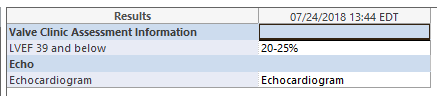 Results 07/24/2018 13:44 EDT
Valve Clinic Assessment Information
LVEF 39 and below 20-25%
Echo
Echocardiogram Echocardiogram